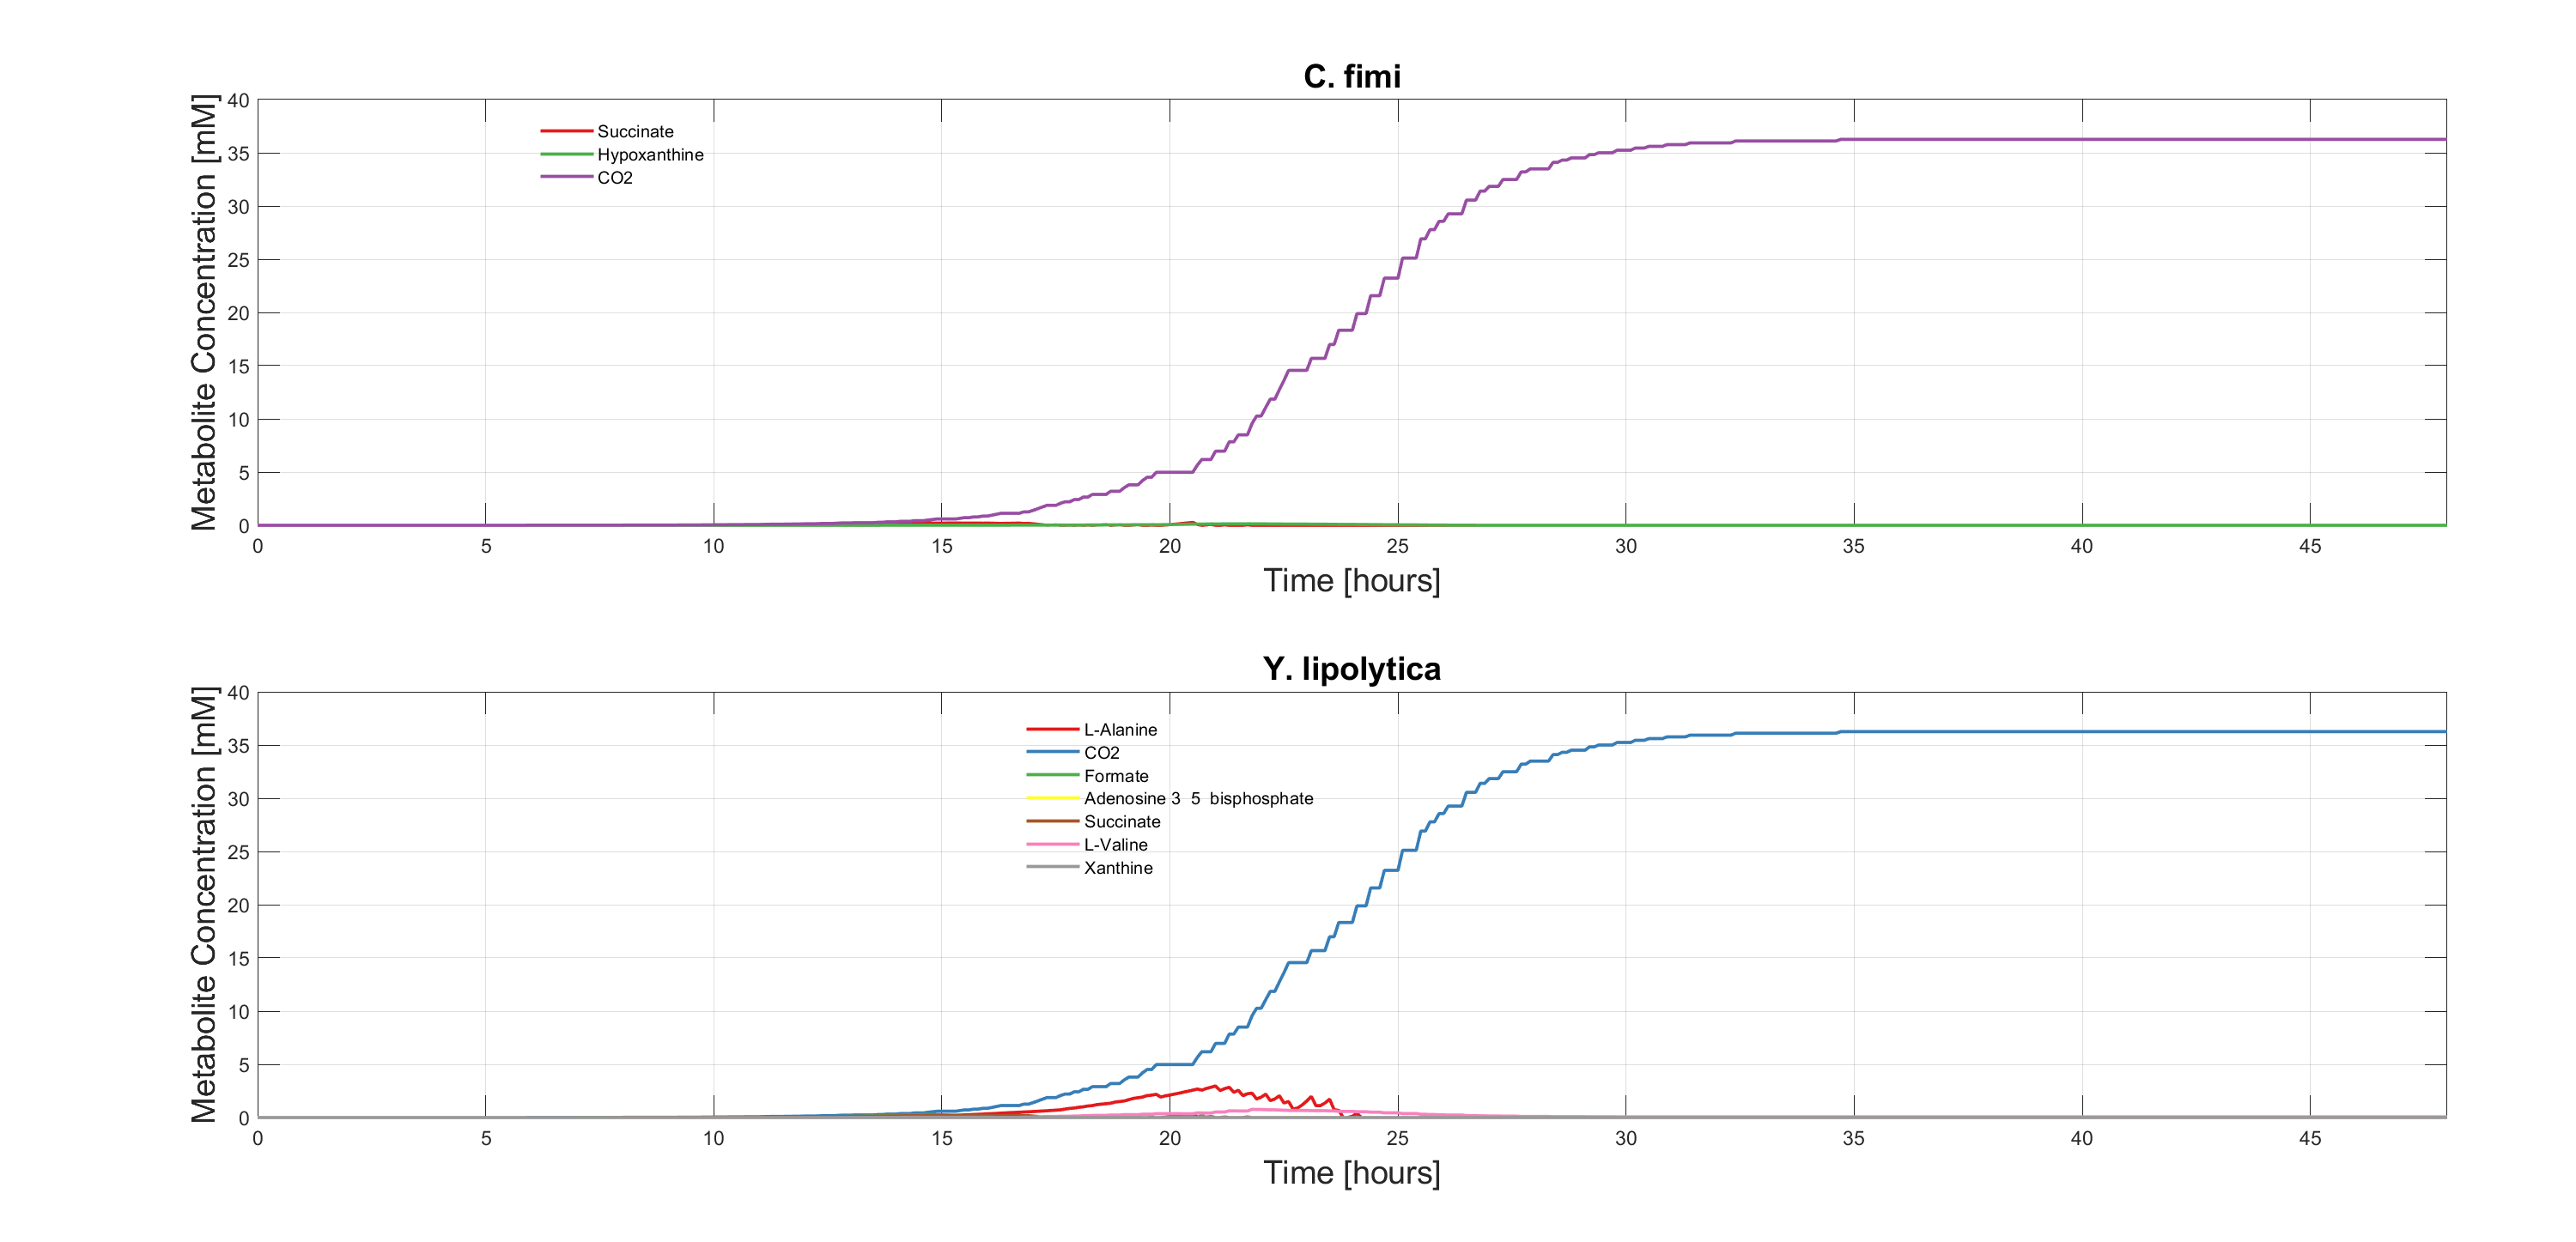 C. fimi
Metabolite Concentration [mM]
40
35
30
25
20
15
10
5
0
Succinate
Hypoxanthine
CO2
0 5 10 15 20 25 30 35 40 45
Time [hours]
Y. lipolytica
Metabolite Concentration [mM]
40
35
30
25
20
15
10
5
0
L-Alanine
CO2
Formate
Adenosine 3 5 bisphosphate
Succinate
L-Valine
Xanthine
0 5 10 15 20 25 30 35 40 45
Time [hours]